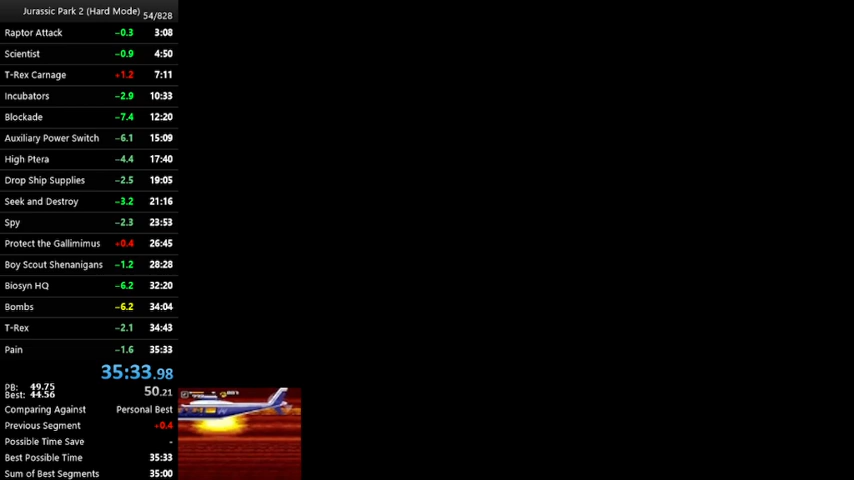 Jurassic Park 2 (Hard Mode) 54/828
Raptor Attack −0.3 3:08
Scientist −0.9 4:50
T-Rex Carnage +1.2 7:11
Incubators −2.9 10:33
Blockade −7.4 12:20
Auxiliary Power Switch −6.1 15:09
High Ptera −4.4 17:40
Drop Ship Supplies −2.5 19:05
Seek and Destroy −3.2 21:16
Spy −2.3 23:53
Protect the Gallimimus +0.4 26:45
Boy Scout Shenanigans −1.2 28:28
Biosyn HQ −6.2 32:20
Bombs −6.2 34:04
T-Rex −2.1 34:43
Pain −1.6 35:33
35:33.98
PB: 49.75 50.21
Best: 44.56
Comparing Against Personal Best
Previous Segment +0.4
Possible Time Save -
Best Possible Time 35:33
Sum of Best Segments 35:00